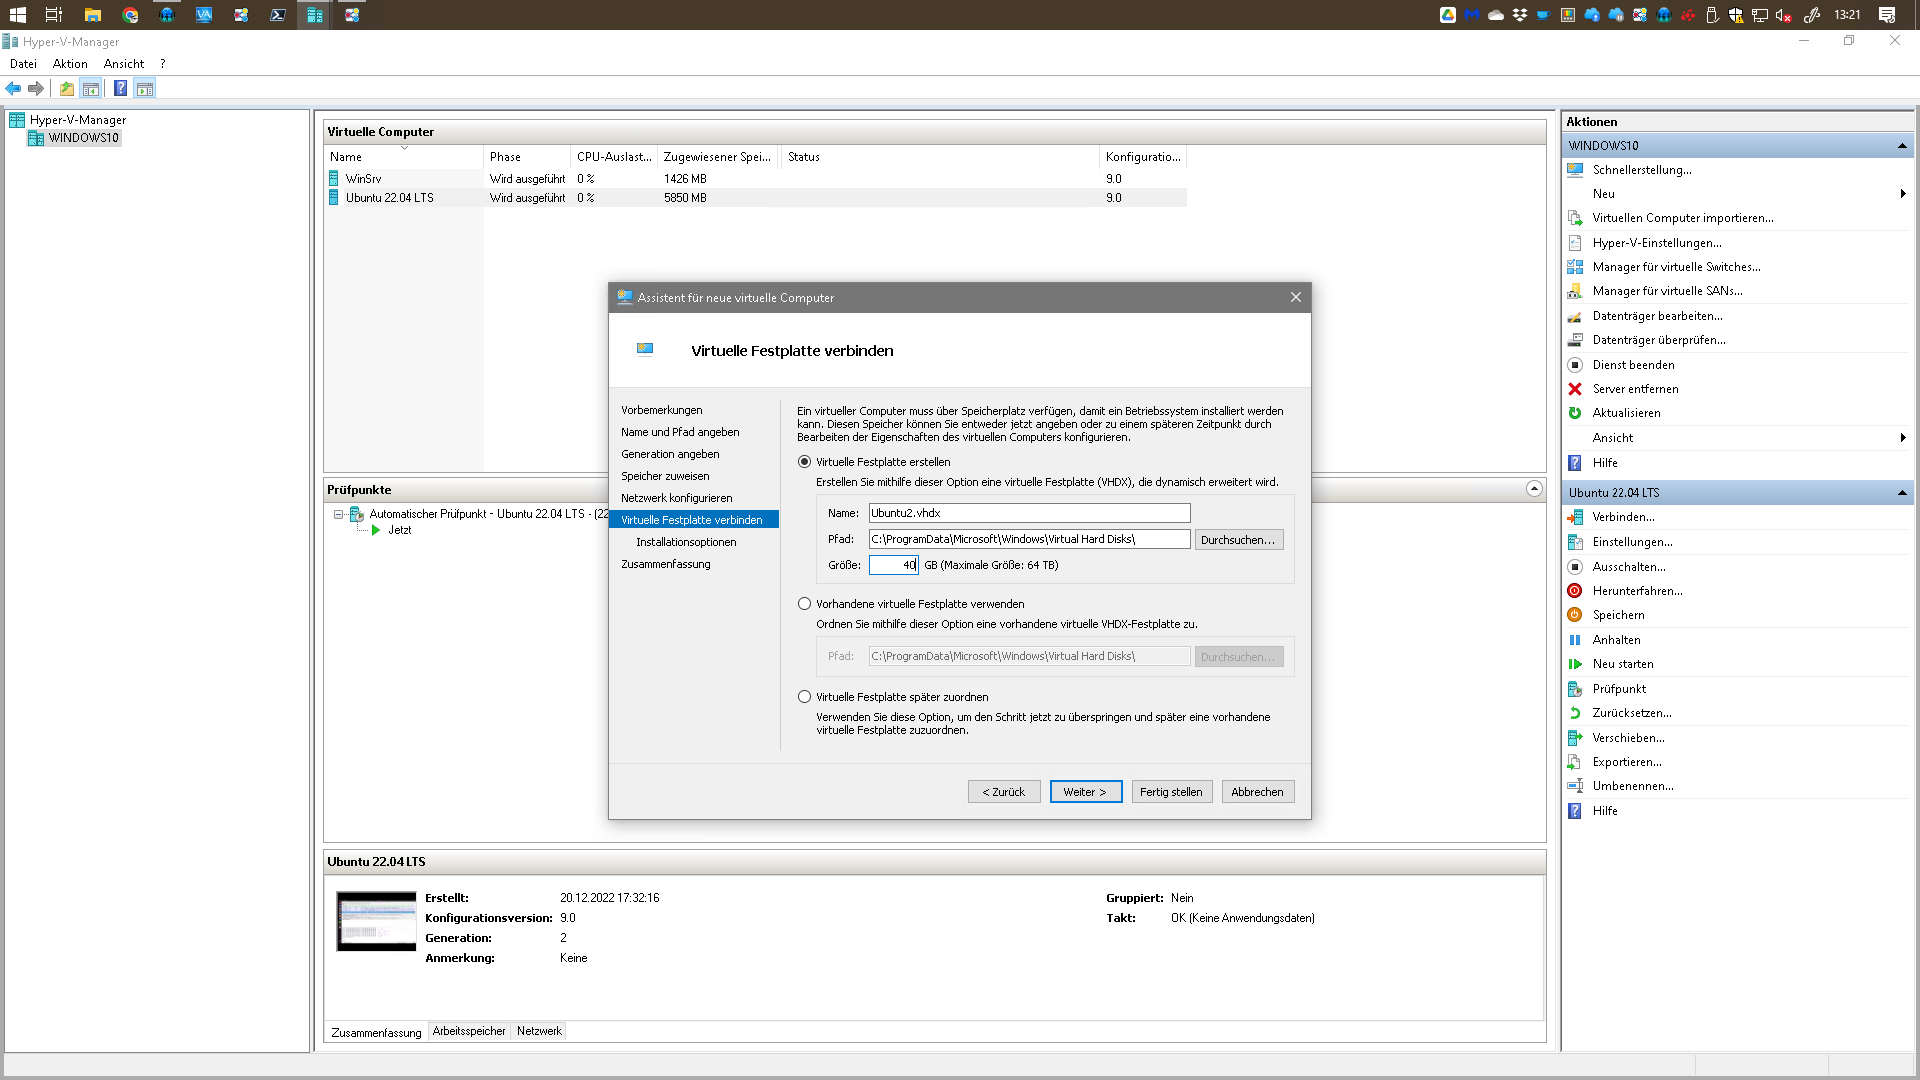 13:21
Hyper-V-Manager
Datei Aktion Ansicht ?
Hyper-V-Manager
WINDOWS10
Virtuelle Computer
Name Phase CPU-Auslast... Zugewiesener Spei... Status Konfiguratio...
WinSrv Wird ausgeführt 0 % 1426 MB 9.0
Ubuntu 22.04 LTS Wird ausgeführt 0 % 5850 MB 9.0
Prüfpunkte
Automatischer Prüfpunkt - Ubuntu 22.04 LTS - (22
Jetzt
Assistent für neue virtuelle Computer
Virtuelle Festplatte verbinden
Vorbemerkungen
Name und Pfad angeben
Generation angeben
Speicher zuweisen
Netzwerk konfigurieren
Virtuelle Festplatte verbinden
Installationsoptionen
Zusammenfassung
Ein virtueller Computer muss über Speicherplatz verfügen, damit ein Betriebssystem installiert werden
kann. Diesen Speicher können Sie entweder jetzt angeben oder zu einem späteren Zeitpunkt durch
Bearbeiten der Eigenschaften des virtuellen Computers konfigurieren.
Virtuelle Festplatte erstellen
Erstellen Sie mithilfe dieser Option eine virtuelle Festplatte (VHDX), die dynamisch erweitert wird.
Name: Ubuntu2.vhdx
Pfad: C:\ProgramData\Microsoft\Windows\Virtual Hard Disks\ Durchsuchen...
Größe: 40 GB (Maximale Größe: 64 TB)
Vorhandene virtuelle Festplatte verwenden
Ordnen Sie mithilfe dieser Option eine vorhandene virtuelle VHDX-Festplatte zu.
Pfad: C:\ProgramData\Microsoft\Windows\Virtual Hard Disks\ Durchsuchen...
Virtuelle Festplatte später zuordnen
Verwenden Sie diese Option, um den Schritt jetzt zu überspringen und später eine vorhandene
virtuelle Festplatte zuzuordnen.
< Zurück Weiter > Fertig stellen Abbrechen
Ubuntu 22.04 LTS
Erstellt: 20.12.2022 17:32:16
Konfigurationsversion: 9.0
Generation: 2
Anmerkung: Keine
Gruppiert: Nein
Takt: OK (Keine Anwendungsdaten)
Zusammenfassung Arbeitsspeicher Netzwerk
Aktionen
WINDOWS10
Schnellerstellung...
Neu
Virtuellen Computer importieren...
Hyper-V-Einstellungen...
Manager für virtuelle Switches...
Manager für virtuelle SANs...
Datenträger bearbeiten...
Datenträger überprüfen...
Dienst beenden
Server entfernen
Aktualisieren
Ansicht
Hilfe
Ubuntu 22.04 LTS
Verbinden...
Einstellungen...
Ausschalten...
Herunterfahren...
Speichern
Anhalten
Neu starten
Prüfpunkt
Zurücksetzen...
Verschieben...
Exportieren...
Umbenennen...
Hilfe